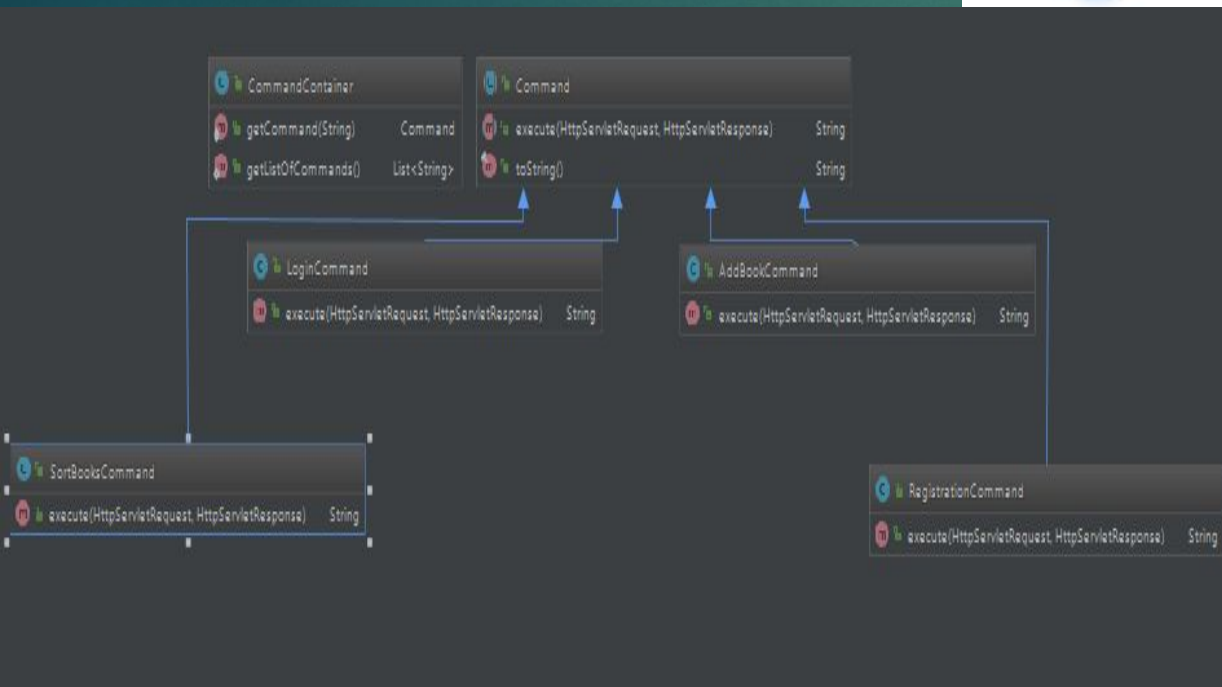 CommandContainer
getCommand(String) Command
getListOfCommands() List<String>
Command
execute(HttpServletRequest, HttpServletResponse) String
toString() String
LoginCommand
execute(HttpServletRequest, HttpServletResponse) String
AddBookCommand
execute(HttpServletRequest, HttpServletResponse) String
SortBooksCommand
execute(HttpServletRequest, HttpServletResponse) String
RegistrationCommand
execute(HttpServletRequest, HttpServletResponse) String